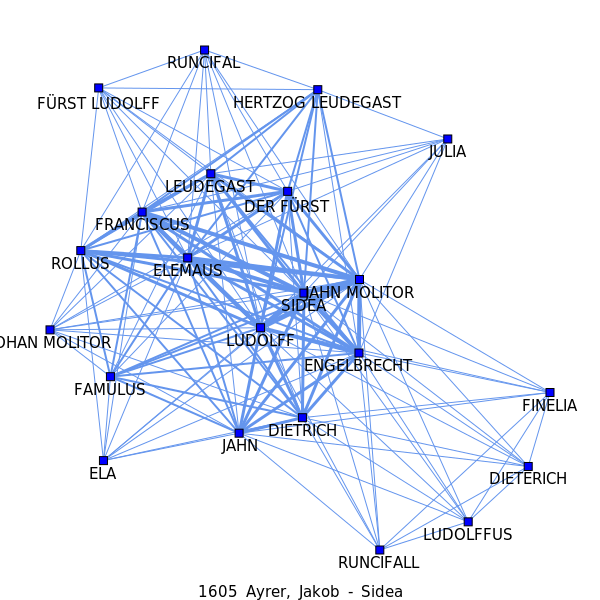 RUNCIFAL
FÜRST LUDOLFF
HERTZOG LEUDEGAST
JULIA
LEUDEGAST
DER FÜRST
FRANCISCUS
ROLLUS
ELEMAUS
JAHN MOLITOR
SIDEA
OHAN MOLITOR
LUDOLFF
ENGELBRECHT
FAMULUS
FINELIA
DIETRICH
JAHN
ELA
DIETERICH
LUDOLFFUS
RUNCIFALL
1605 Ayrer, Jakob - Sidea